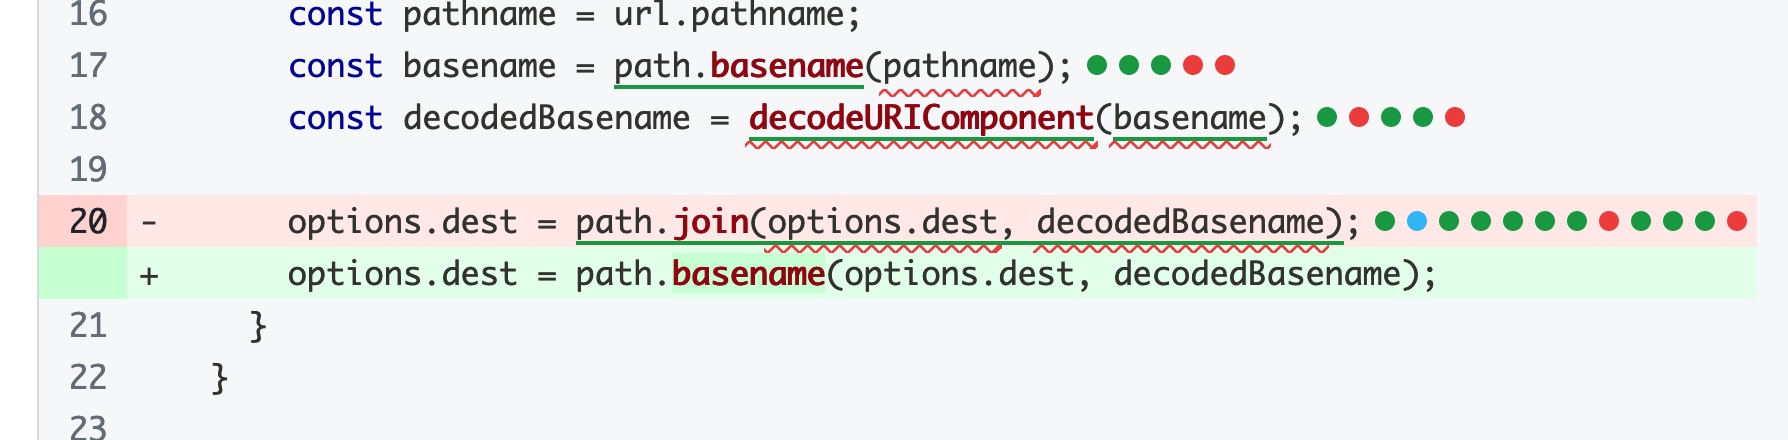 16 const pathname = url.pathname;
17 const basename = path.basename(pathname);
18 const decodedBasename = decodeURIComponent(basename);
19
20 - options.dest = path.join(options.dest, decodedBasename);
+ options.dest = path.basename(options.dest, decodedBasename);
21 }
22 }
23